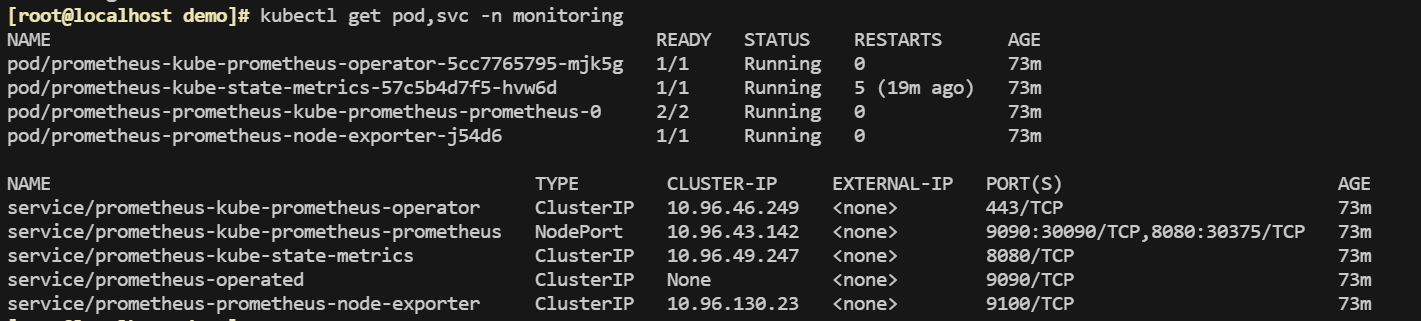 [root@localhost demo]# kubectl get pod,svc -n monitoring
NAME                                                       READY   STATUS    RESTARTS      AGE
pod/prometheus-kube-prometheus-operator-5cc7765795-mjk5g   1/1     Running   0             73m
pod/prometheus-kube-state-metrics-57c5b4d7f5-hvw6d         1/1     Running   5 (19m ago)   73m
pod/prometheus-prometheus-kube-prometheus-prometheus-0     2/2     Running   0             73m
pod/prometheus-prometheus-node-exporter-j54d6              1/1     Running   0             73m

NAME                                            TYPE        CLUSTER-IP     EXTERNAL-IP   PORT(S)                         AGE
service/prometheus-kube-prometheus-operator     ClusterIP   10.96.46.249   <none>        443/TCP                         73m
service/prometheus-kube-prometheus-prometheus   NodePort    10.96.43.142   <none>        9090:30090/TCP,8080:30375/TCP   73m
service/prometheus-kube-state-metrics           ClusterIP   10.96.49.247   <none>        8080/TCP                        73m
service/prometheus-operated                     ClusterIP   None           <none>        9090/TCP                        73m
service/prometheus-prometheus-node-exporter     ClusterIP   10.96.130.23   <none>        9100/TCP                        73m